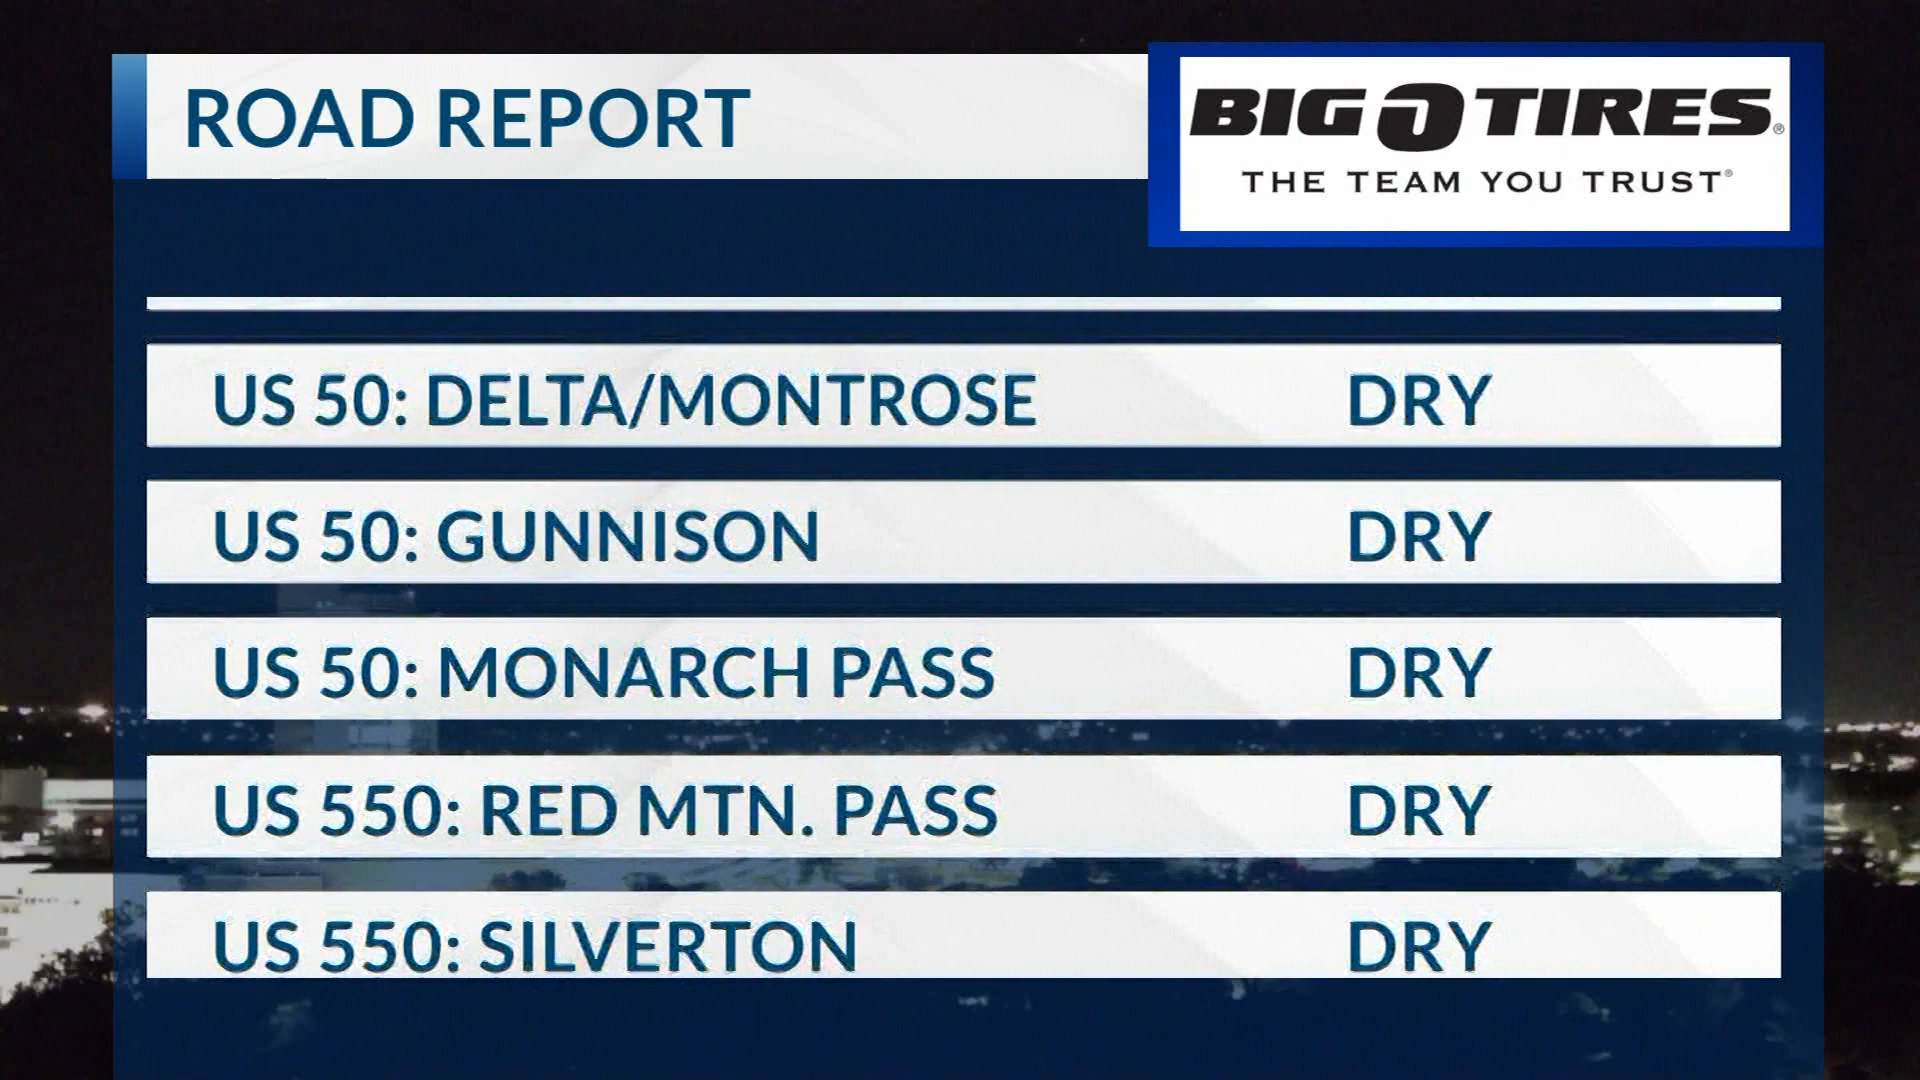 ROAD REPORT
BIG O TIRES®
THE TEAM YOU TRUST®
US 50: DELTA/MONTROSE DRY
US 50: GUNNISON DRY
US 50: MONARCH PASS DRY
US 550: RED MTN. PASS DRY
US 550: SILVERTON DRY